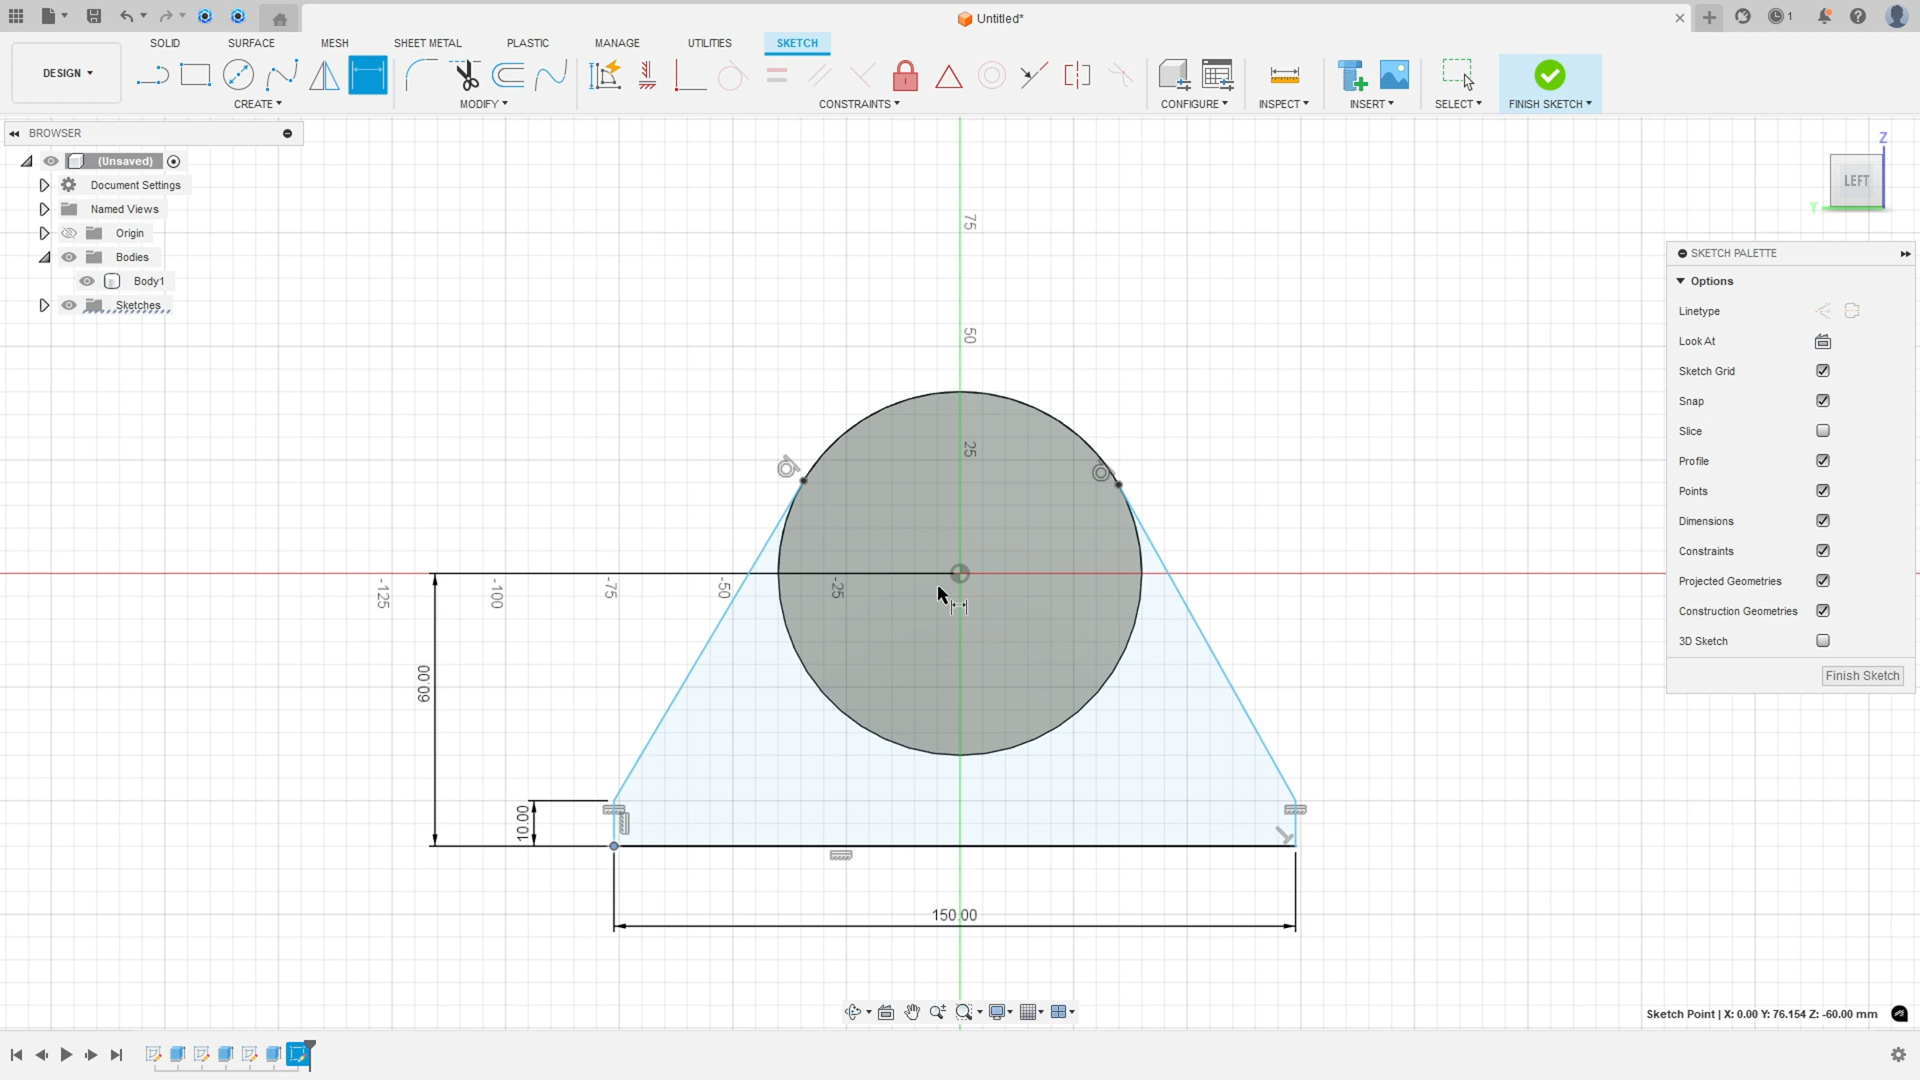 Untitled*
1
SOLID
SURFACE
MESH
SHEET METAL
PLASTIC
MANAGE
UTILITIES
SKETCH
DESIGN
CREATE
MODIFY
CONSTRAINTS
CONFIGURE
INSPECT
INSERT
SELECT
FINISH SKETCH
BROWSER
(Unsaved)
Document Settings
Named Views
Origin
Bodies
Body1
Sketches
Z
LEFT
Y
SKETCH PALETTE
Options
Linetype
Look At
Sketch Grid
Snap
Slice
Profile
Points
Dimensions
Constraints
Projected Geometries
Construction Geometries
3D Sketch
Finish Sketch
75
50
25
-125
-100
-75
-50
-25
60.00
10.00
150.00
Sketch Point | X: 0.00 Y: 76.154 Z: -60.00 mm